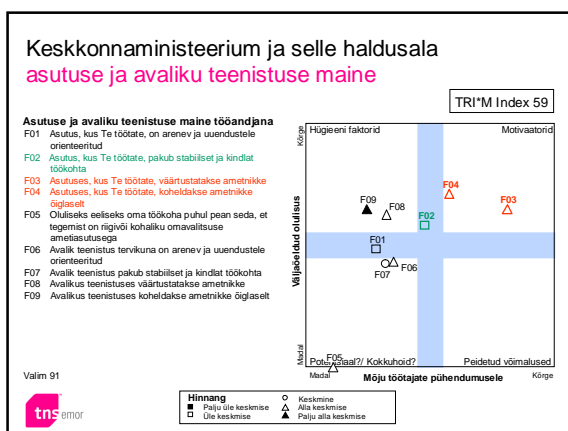 Keskkonnaministeerium ja selle haldusala
asutuse ja avaliku teenistuse maine
TRI*M Index 59
Asutuse ja avaliku teenistuse maine tööandjana
F01 Asutus, kus Te töötate, on arenev ja uuendustele
orienteeritud
F02 Asutus, kus Te töötate, pakub stabiilset ja kindlat
töökohta
F03 Asutuses, kus Te töötate, väärtustatakse ametnikke
F04 Asutuses, kus Te töötate, koheldakse ametnikke
õiglaselt
F05 Oluliseks eeliseks oma töökoha puhul pean seda, et
tegemist on riigivõi kohaliku omavalitsuse
ametiasutusega
F06 Avalik teenistus tervikuna on arenev ja uuendustele
orienteeritud
F07 Avalik teenistus pakub stabiilset ja kindlat töökohta
F08 Avalikus teenistuses väärtustatakse ametnikke
F09 Avalikus teenistuses koheldakse ametnikke õiglaselt
Valim 91
tns emor
Kõrge
Väljaöeldud olulisus
Madal
Hügieeni faktorid
Motivaatorid
F04
F09
F03
F08
F02
F01
F06
F07
F05
Potentsiaal?/ Kokkuhoid?
Peidetud võimalused
Madal
Mõju töötajate pühendumusele
Kõrge
Hinnang
Palju üle keskmise
Üle keskmise
Keskmine
Alla keskmise
Palju alla keskmise